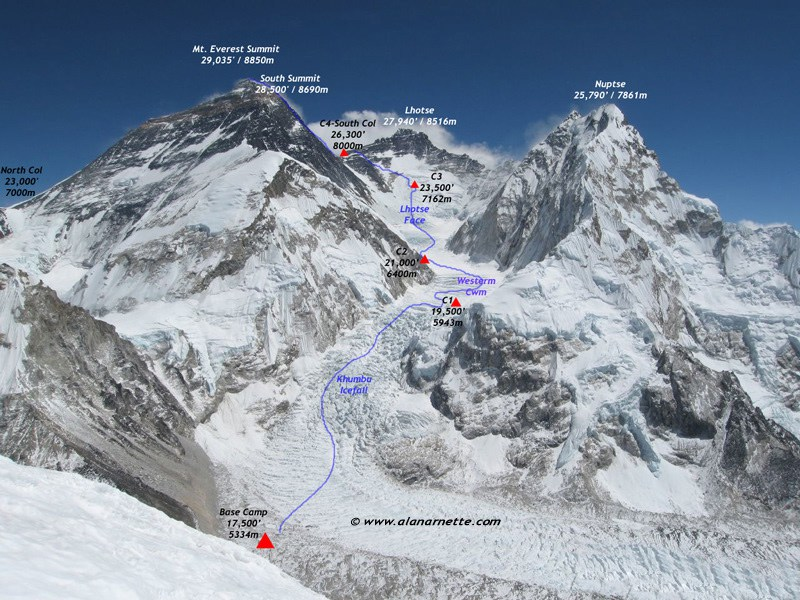 Mt. Everest Summit
29,035' / 8850m
South Summit
28,500' / 8690m
Nuptse
25,790' / 7861m
Lhotse
27,940' / 8516m
C4-South Col
26,300'
8000m
North Col
23,000'
7000m
C3
23,500'
7162m
Lhotse
Face
C2
21,000'
6400m
Western
Cwm
C1
19,500'
5943m
Khumba
Icefall
Base Camp
17,500'
5334m
© www.alanarnette.com